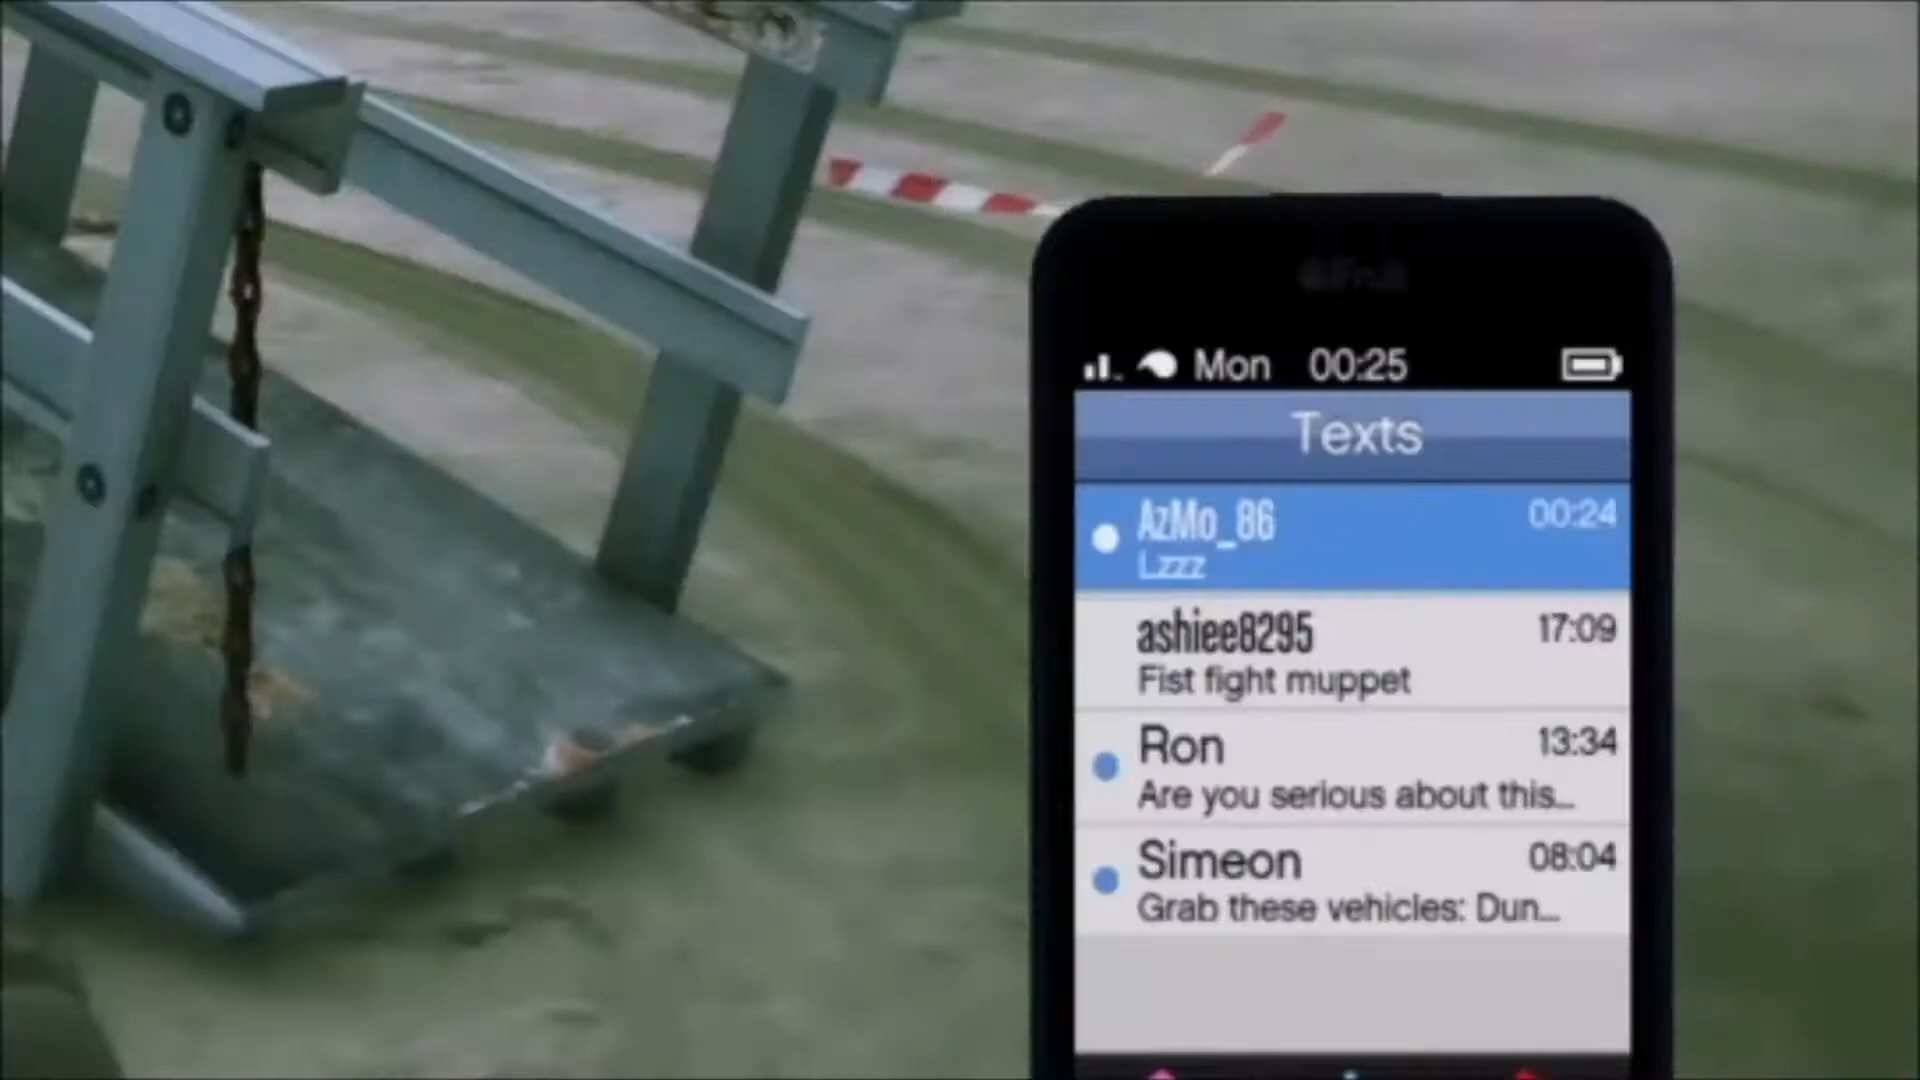 iFruit
Mon 00:25
Texts
AzMo_86 00:24
Lzzz
ashiee8295 17:09
Fist fight muppet
Ron 13:34
Are you serious about this...
Simeon 08:04
Grab these vehicles: Dun...